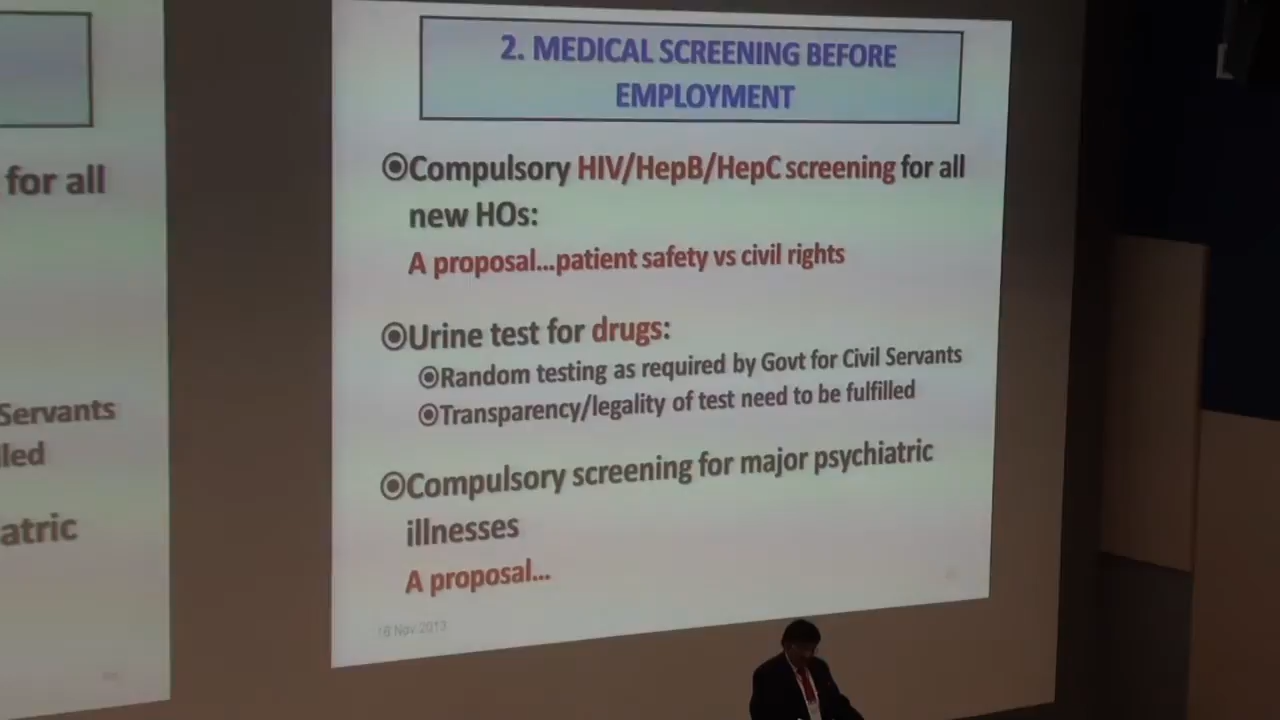 for all
Servants
led
atric
2. MEDICAL SCREENING BEFORE
EMPLOYMENT
Compulsory HIV/HepB/HepC screening for all
new HOs:
A proposal...patient safety vs civil rights
Urine test for drugs:
Random testing as required by Govt for Civil Servants
Transparency/legality of test need to be fulfilled
Compulsory screening for major psychiatric
illnesses
A proposal...
18 Nov 2013